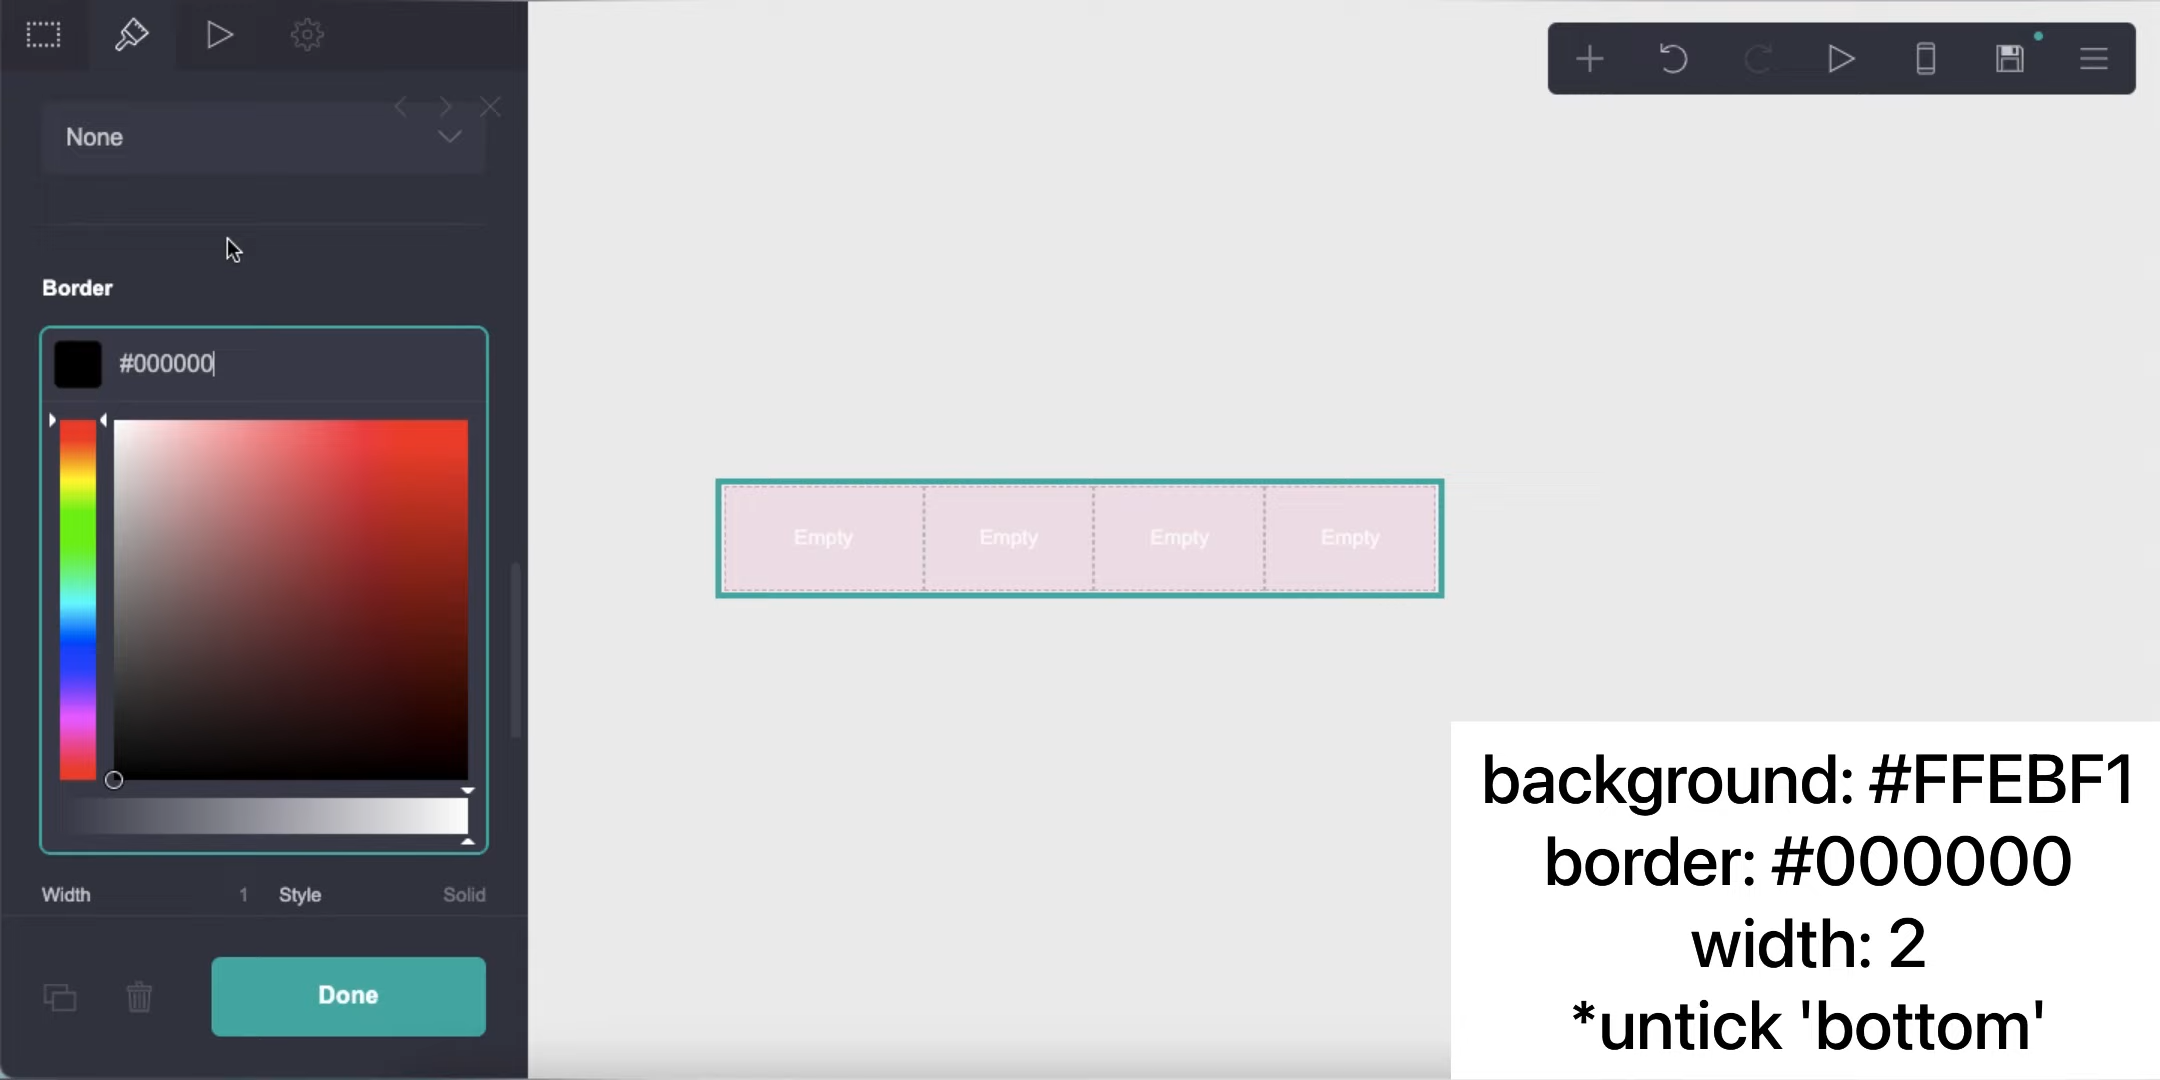 None
Border
#000000
Width 1 Style Solid
Done
Empty Empty Empty Empty
background: #FFEBF1
border: #000000
width: 2
*untick 'bottom'